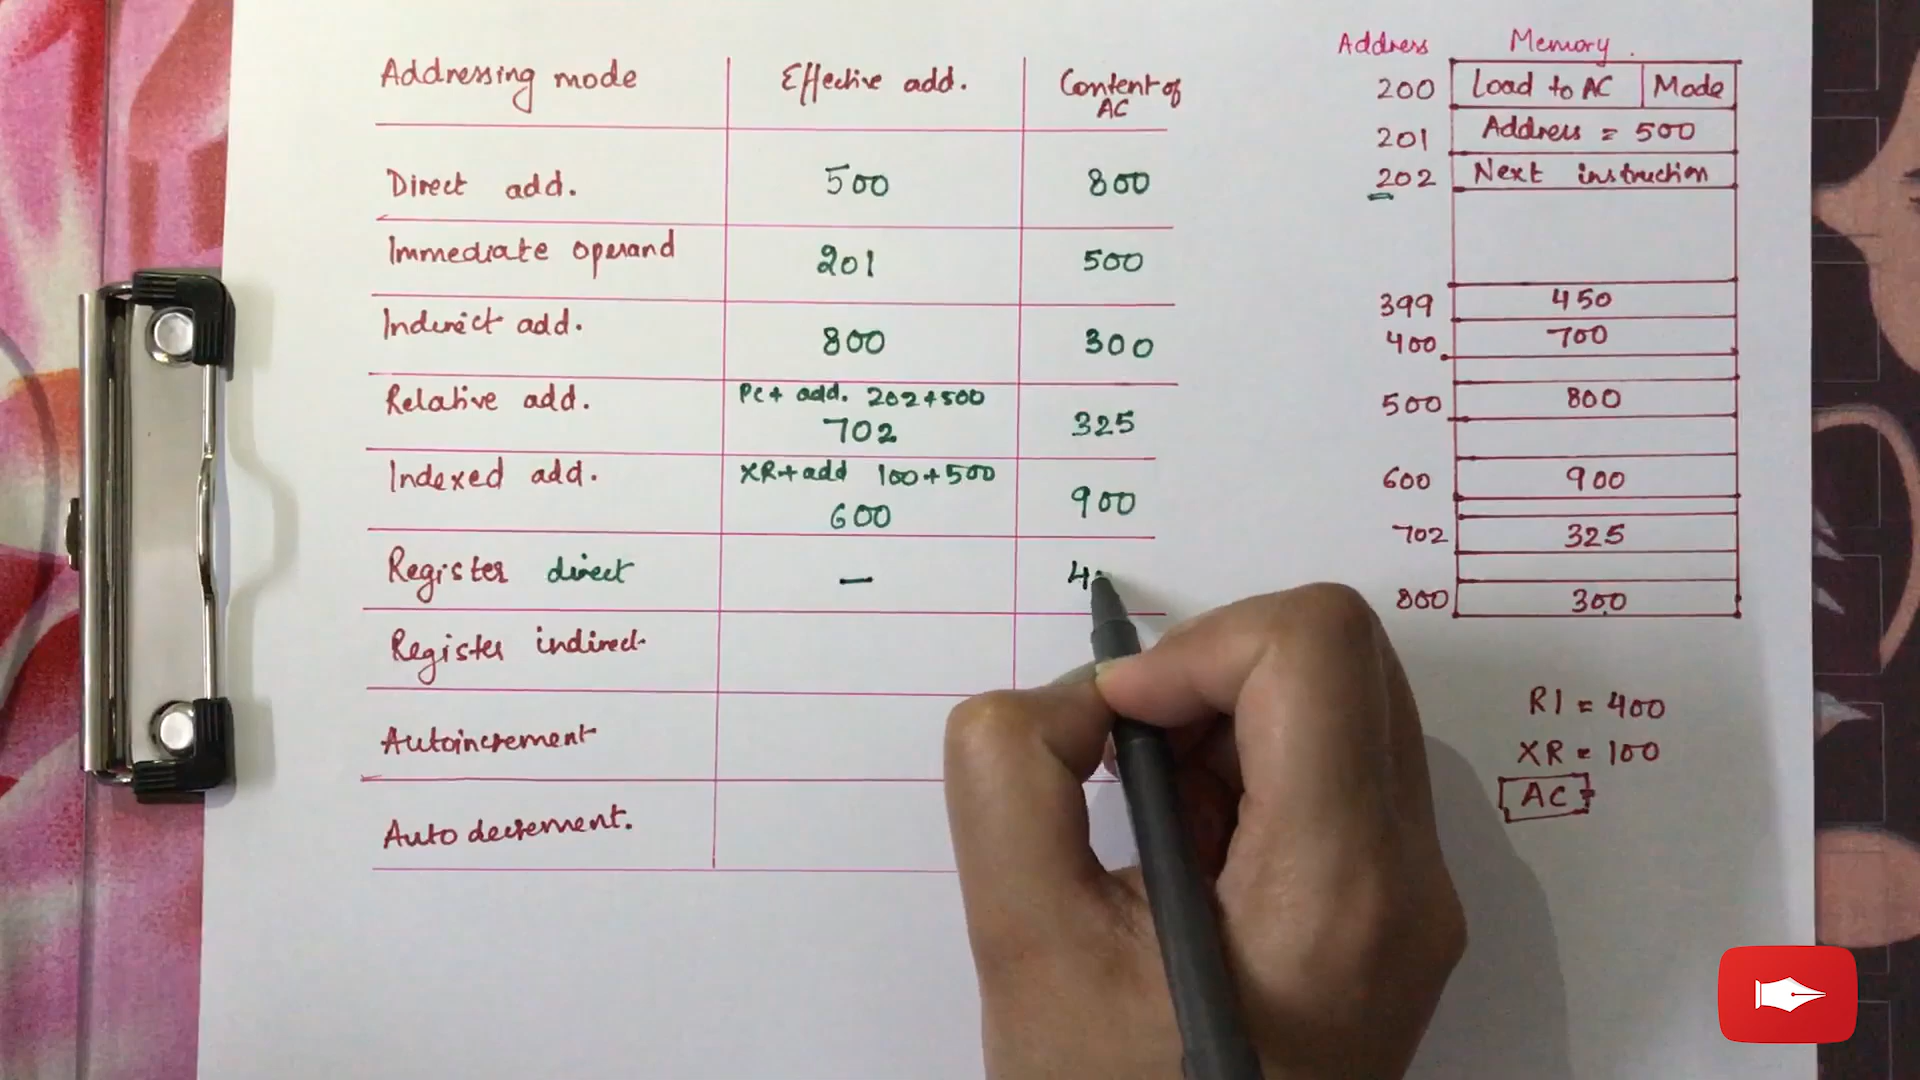 Addressing mode Effective add. Content of AC
Direct add. 500 800
Immediate operand 201 500
Indirect add. 800 300
Relative add. PC + add. 202+500 702 325
Indexed add. XR+add 100+500 600 900
Register direct — 4
Register indirect.
Autoincrement
Auto decrement.
Address Memory.
200 Load to AC Mode
201 Address = 500
202 Next instruction
399 450
400 700
500 800
600 900
702 325
800 300
R1 = 400
XR = 100
AC